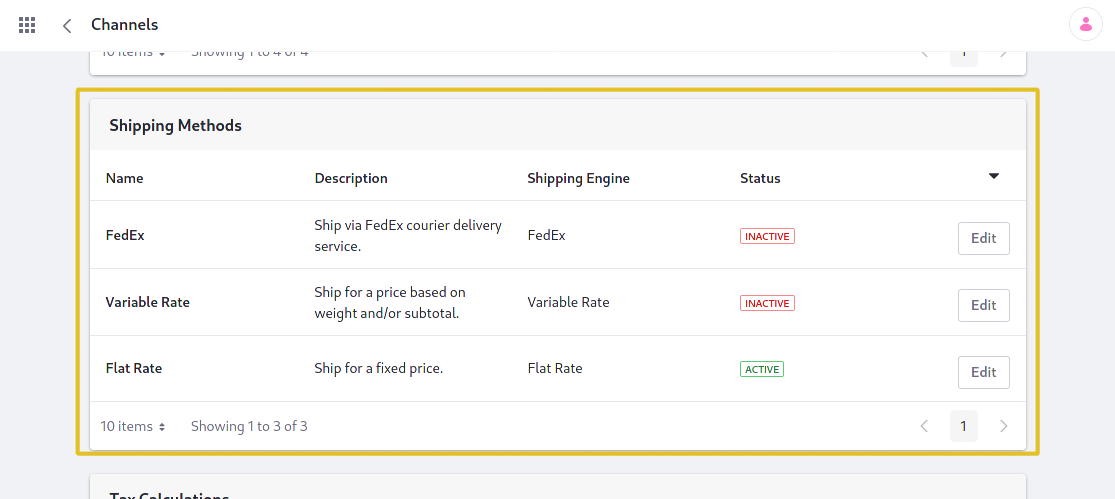 Channels
10 items Showing 1 to 4 of 4 1
Shipping Methods
Name Description Shipping Engine Status
FedEx Ship via FedEx courier delivery service. FedEx INACTIVE Edit
Variable Rate Ship for a price based on weight and/or subtotal. Variable Rate INACTIVE Edit
Flat Rate Ship for a fixed price. Flat Rate ACTIVE Edit
10 items Showing 1 to 3 of 3 1
Tax Calculations